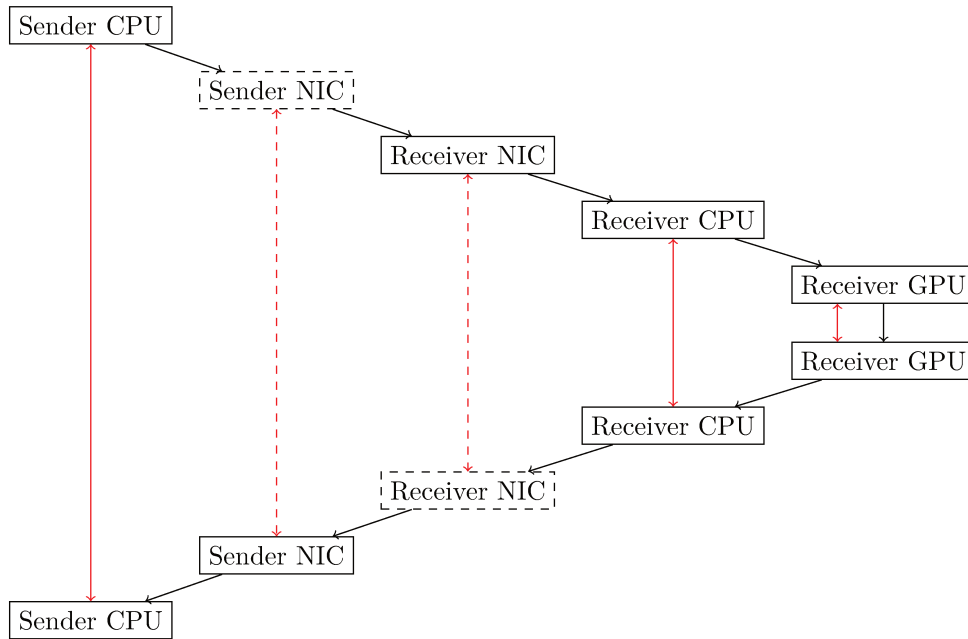 Sender CPU
Sender NIC
Receiver NIC
Receiver CPU
Receiver GPU
Receiver GPU
Receiver CPU
Receiver NIC
Sender NIC
Sender CPU